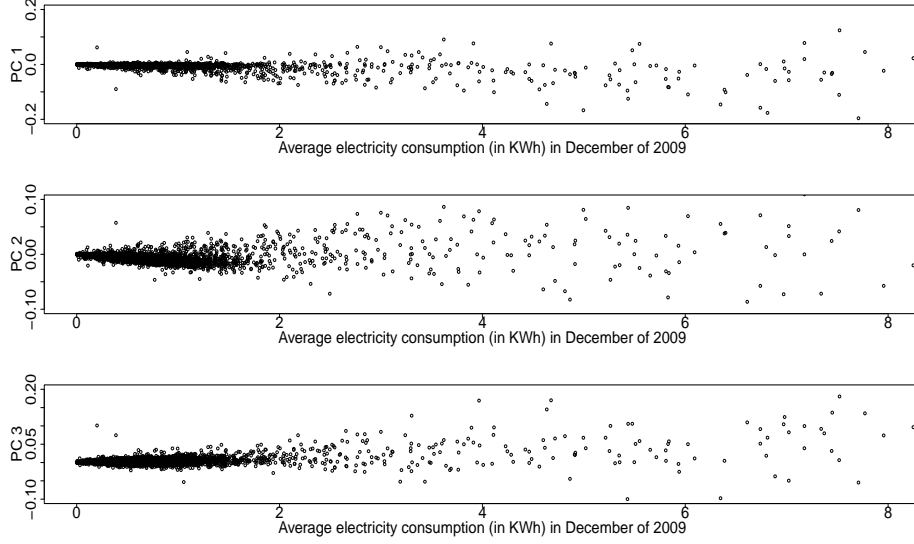 PC 1
0.2
0.0
−0.2
0 2 4 6 8
Average electricity consumption (in KWh) in December of 2009
PC 2
0.10
0.00
−0.10
0 2 4 6 8
Average electricity consumption (in KWh) in December of 2009
PC 3
0.20
0.05
−0.10
0 2 4 6 8
Average electricity consumption (in KWh) in December of 2009